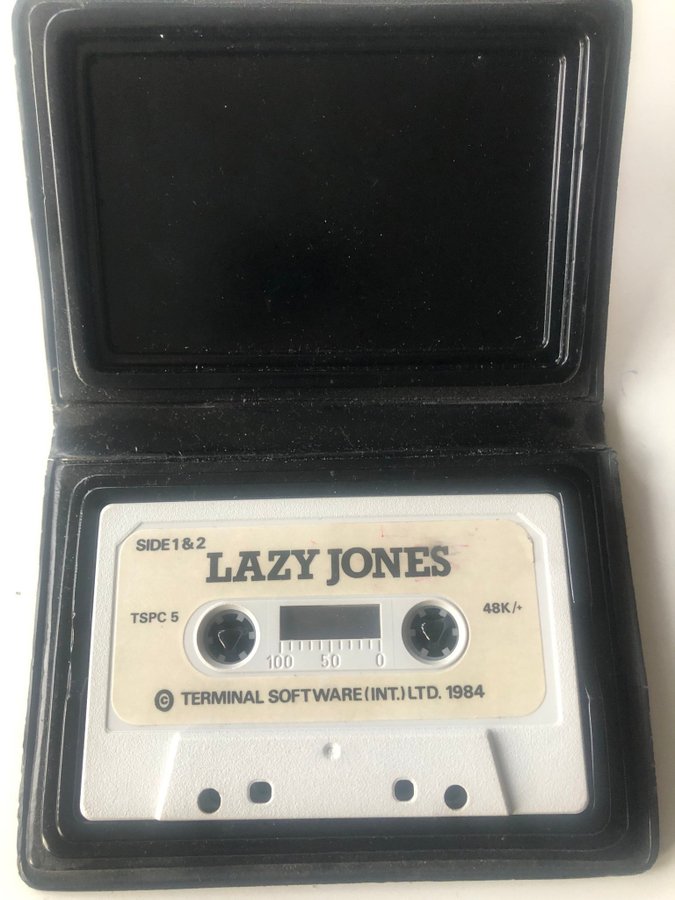 SIDE 1 & 2
LAZY JONES
TSPC 5
48K/+
100 50 0
© TERMINAL SOFTWARE (INT.) LTD. 1984